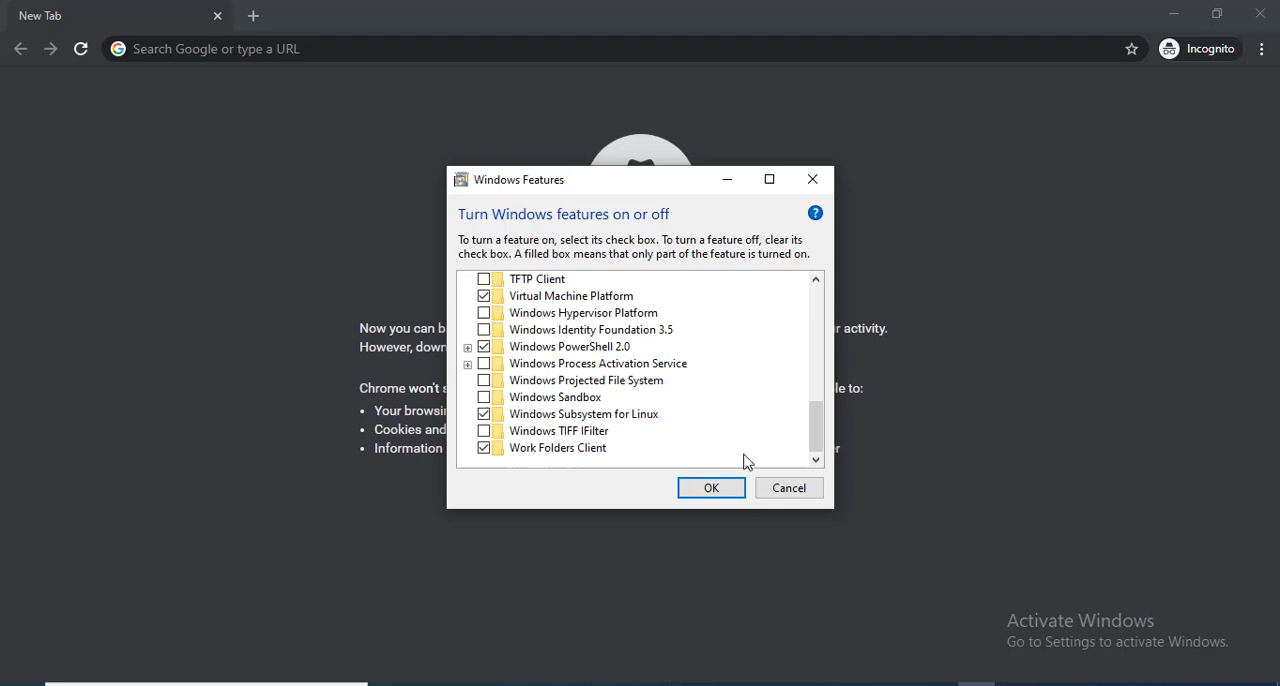 New Tab
Search Google or type a URL
Incognito
Windows Features
Turn Windows features on or off
To turn a feature on, select its check box. To turn a feature off, clear its
check box. A filled box means that only part of the feature is turned on.
TFTP Client
Virtual Machine Platform
Windows Hypervisor Platform
Windows Identity Foundation 3.5
Windows PowerShell 2.0
Windows Process Activation Service
Windows Projected File System
Windows Sandbox
Windows Subsystem for Linux
Windows TIFF IFilter
Work Folders Client
OK
Cancel
Now you can b
r activity.
However, down
Chrome won't s
le to:
• Your browsi
• Cookies and
• Information
Activate Windows
Go to Settings to activate Windows.